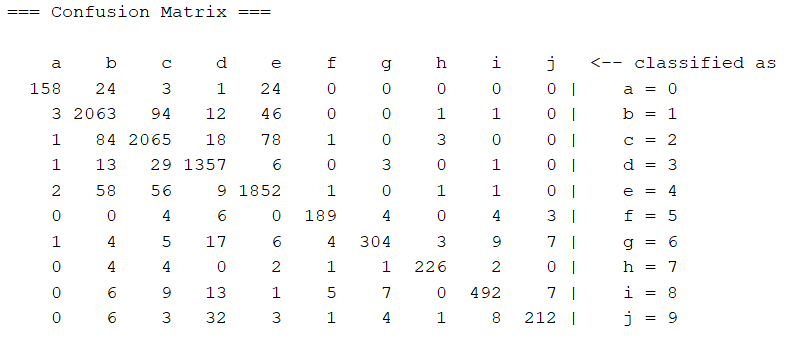 === Confusion Matrix ===
a b c d e f g h i j <-- classified as
158 24 3 1 24 0 0 0 0 0 | a = 0
3 2063 94 12 46 0 0 1 1 0 | b = 1
1 84 2065 18 78 1 0 3 0 0 | c = 2
1 13 29 1357 6 0 3 0 1 0 | d = 3
2 58 56 9 1852 1 0 1 1 0 | e = 4
0 0 4 6 0 189 4 0 4 3 | f = 5
1 4 5 17 6 4 304 3 9 7 | g = 6
0 4 4 0 2 1 1 226 2 0 | h = 7
0 6 9 13 1 5 7 0 492 7 | i = 8
0 6 3 32 3 1 4 1 8 212 | j = 9